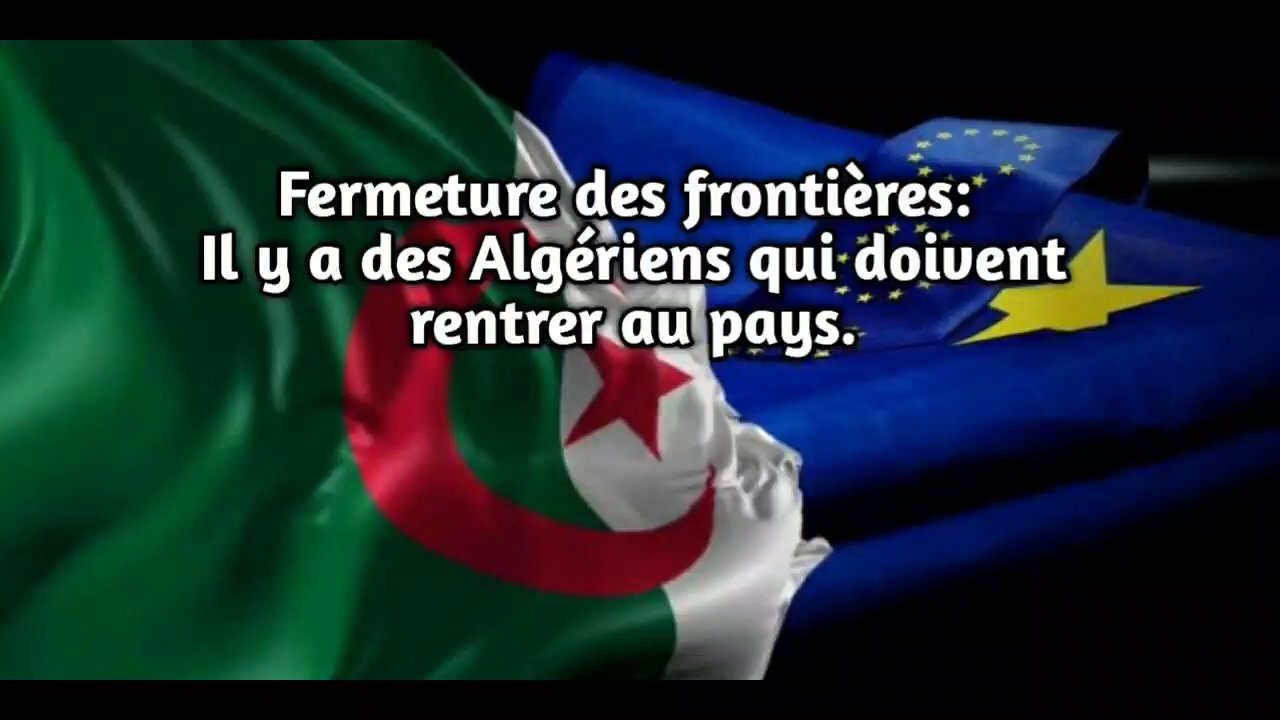 Fermeture des frontières:
Il y a des Algériens qui doivent
rentrer au pays.